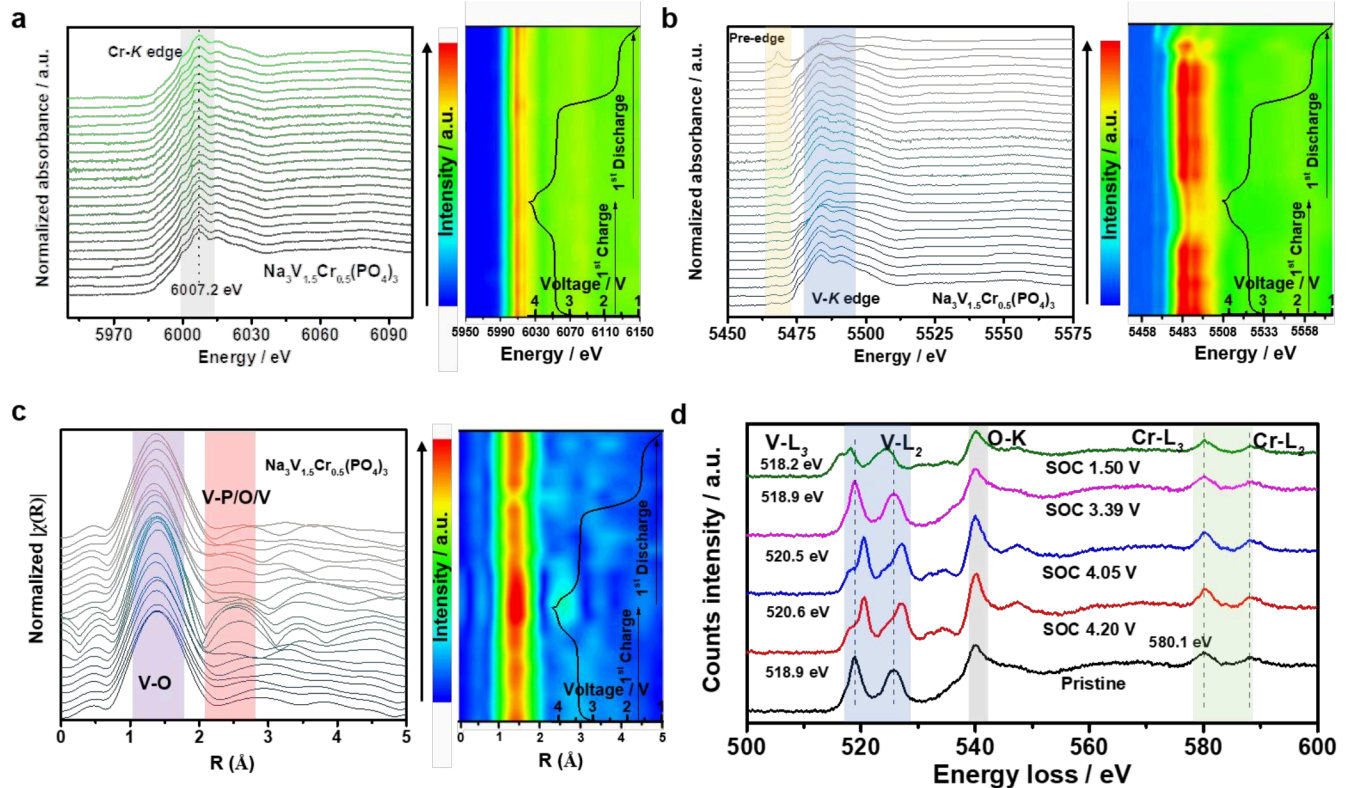 a
Cr-K edge
Na₃V₁.₅Cr₀.₅(PO₄)₃
6007.2 eV
Normalized absorbance / a.u.
5970 6000 6030 6060 6090
Energy / eV
Intensity / a.u.
1st Discharge
1st Charge
Voltage / V
4 3 2 1
5950 5990 6030 6070 6110 6150
Energy / eV
b
Pre-edge
V-K edge
Na₃V₁.₅Cr₀.₅(PO₄)₃
Normalized absorbance / a.u.
5450 5475 5500 5525 5550 5575
Energy / eV
Intensity / a.u.
1st Discharge
1st Charge
Voltage / V
4 3 2 1
5458 5483 5508 5533 5558
Energy / eV
c
Na₃V₁.₅Cr₀.₅(PO₄)₃
V-P/O/V
V-O
Normalized |χ(R)|
0 1 2 3 4 5
R (Å)
Intensity / a.u.
1st Discharge
1st Charge
Voltage / V
4 3 2 1
0 1 2 3 4 5
R (Å)
d
V-L₃ V-L₂ O-K Cr-L₃ Cr-L₂
518.2 eV SOC 1.50 V
518.9 eV SOC 3.39 V
520.5 eV SOC 4.05 V
520.6 eV SOC 4.20 V
580.1 eV
518.9 eV Pristine
Counts intensity / a.u.
500 520 540 560 580 600
Energy loss / eV